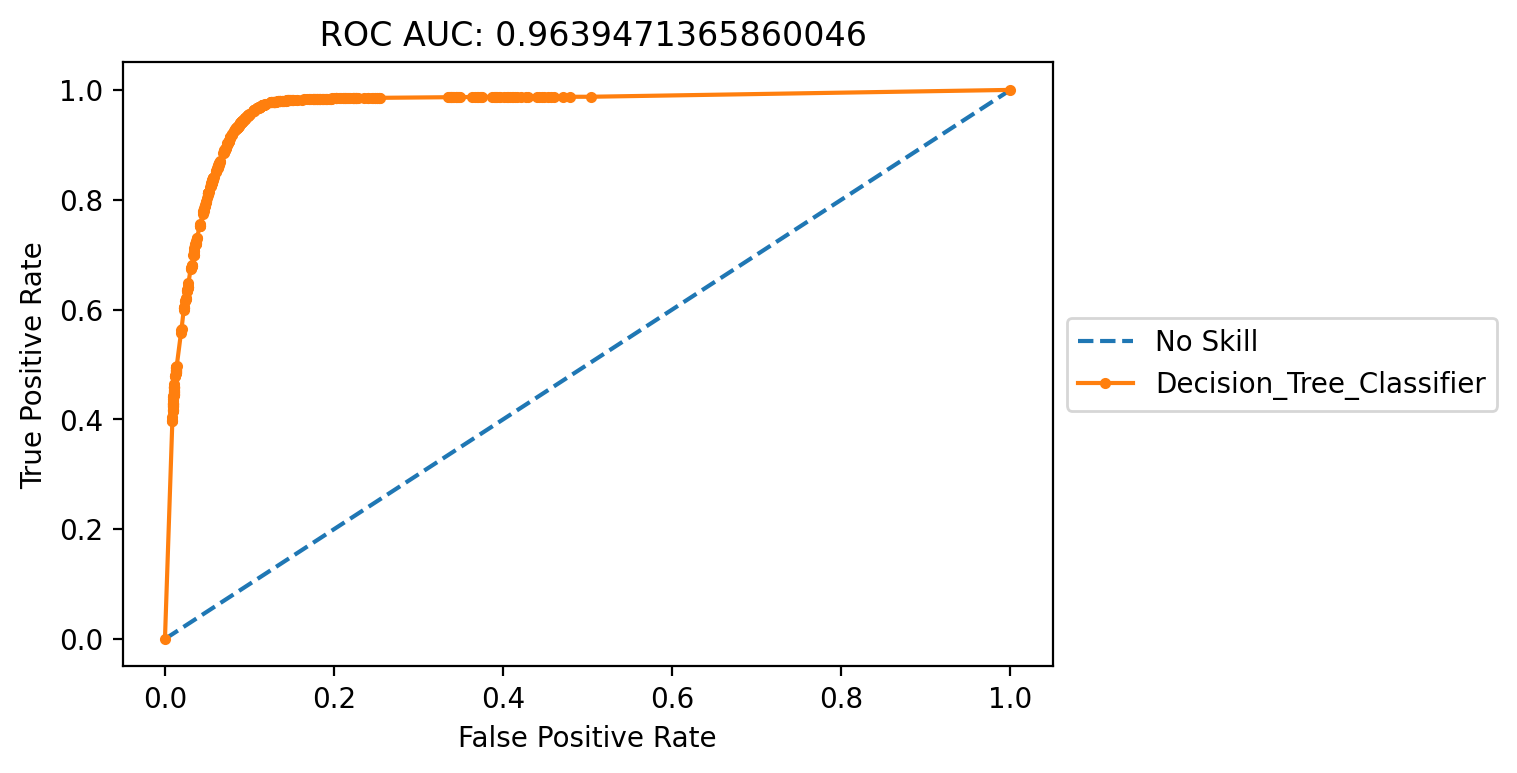 ROC AUC: 0.9639471365860046
1.0
0.8
0.6
0.4
0.2
0.0
True Positive Rate
0.0 0.2 0.4 0.6 0.8 1.0
False Positive Rate
No Skill
Decision_Tree_Classifier